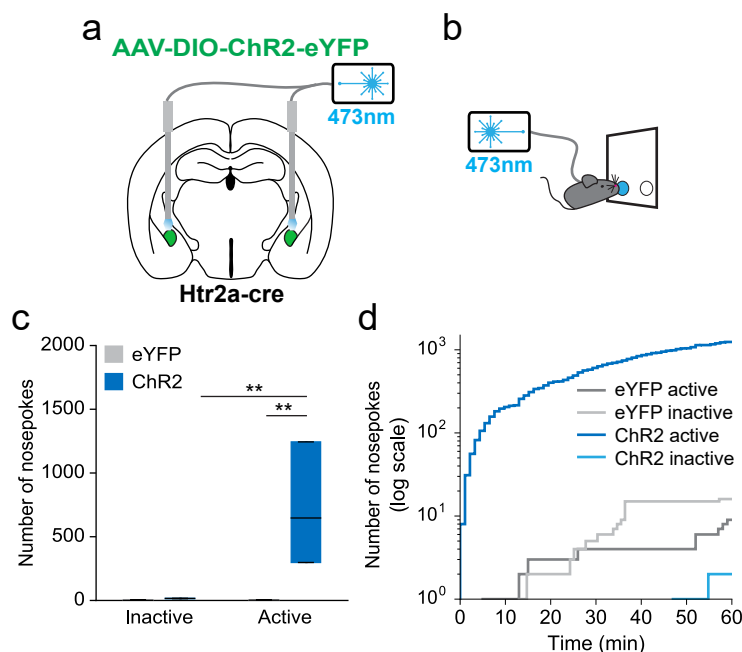 a
AAV-DIO-ChR2-eYFP
473nm
Htr2a-cre
b
473nm
c
Number of nosepokes
2000
1500
1000
500
0
eYFP
ChR2
**
**
Inactive
Active
d
Number of nosepokes
(log scale)
10³
10²
10¹
10⁰
eYFP active
eYFP inactive
ChR2 active
ChR2 inactive
0 10 20 30 40 50 60
Time (min)